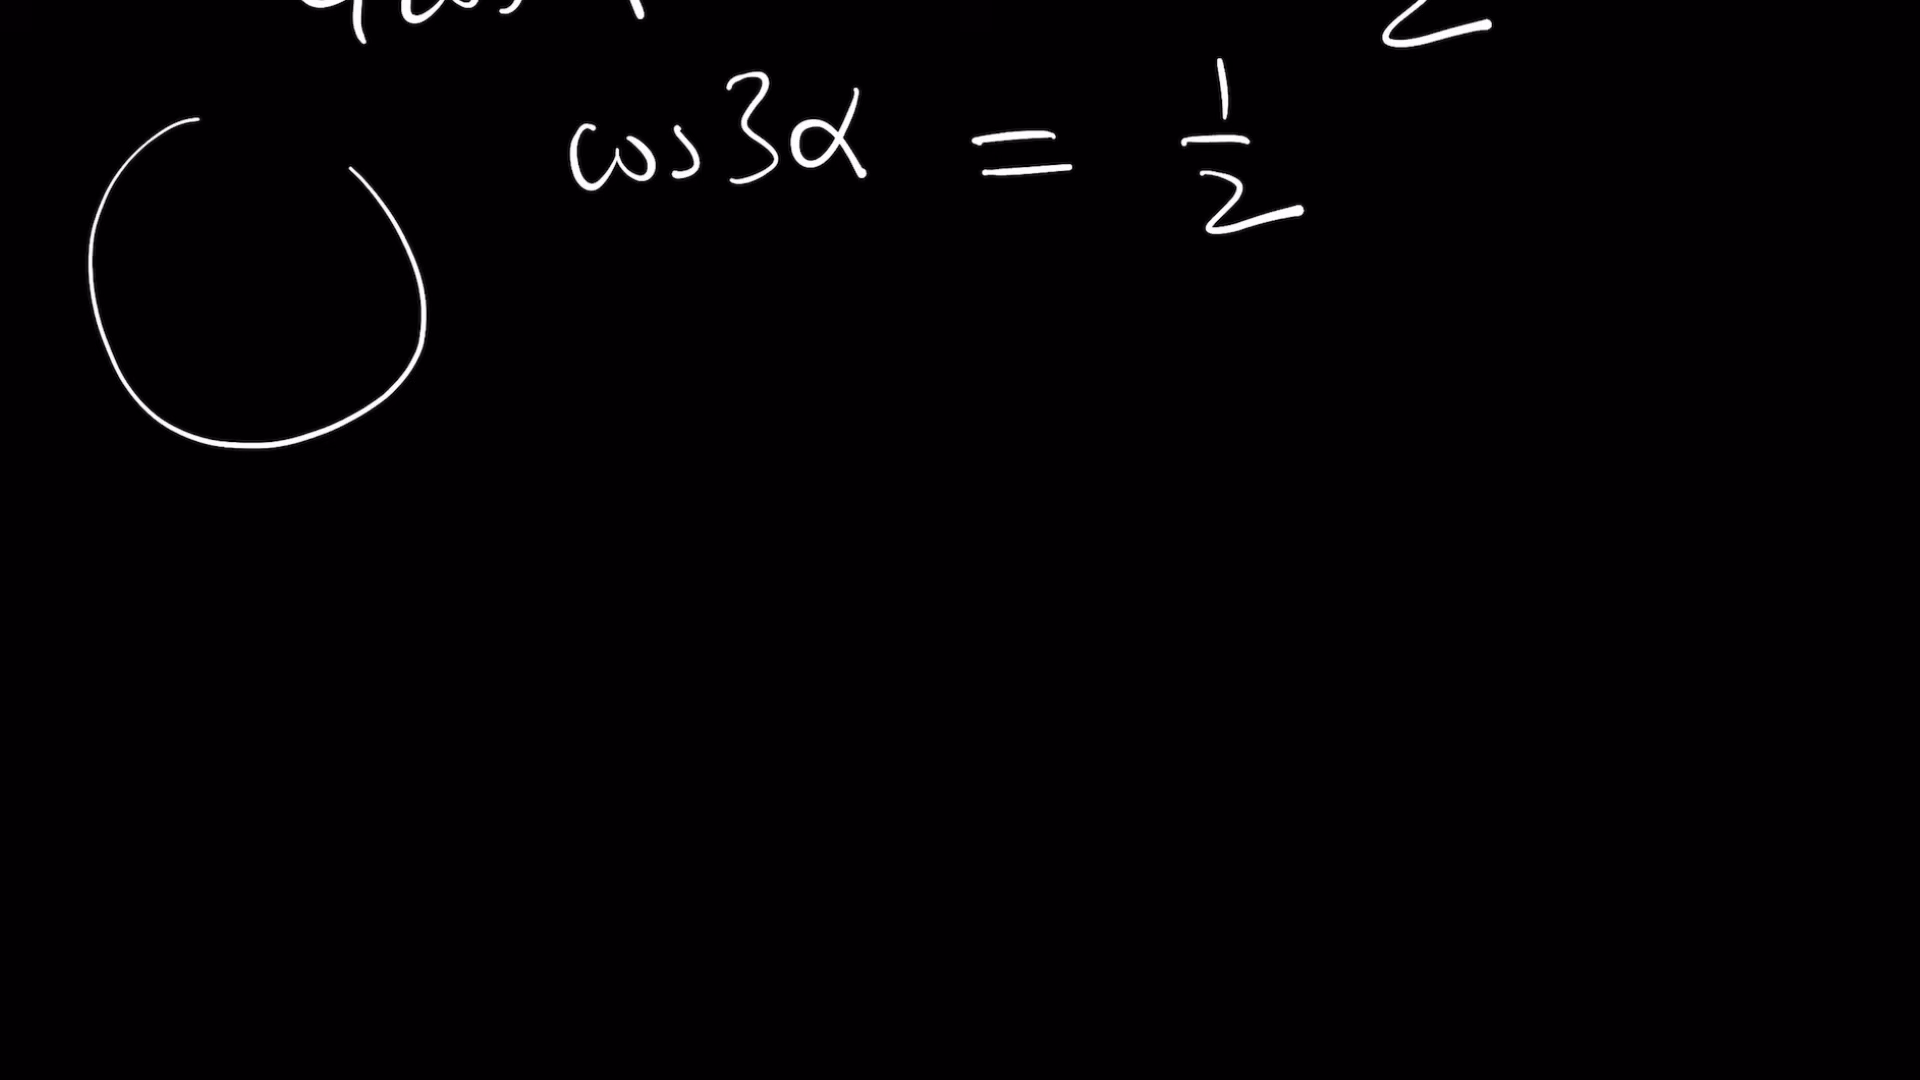 cos3α = 1/2